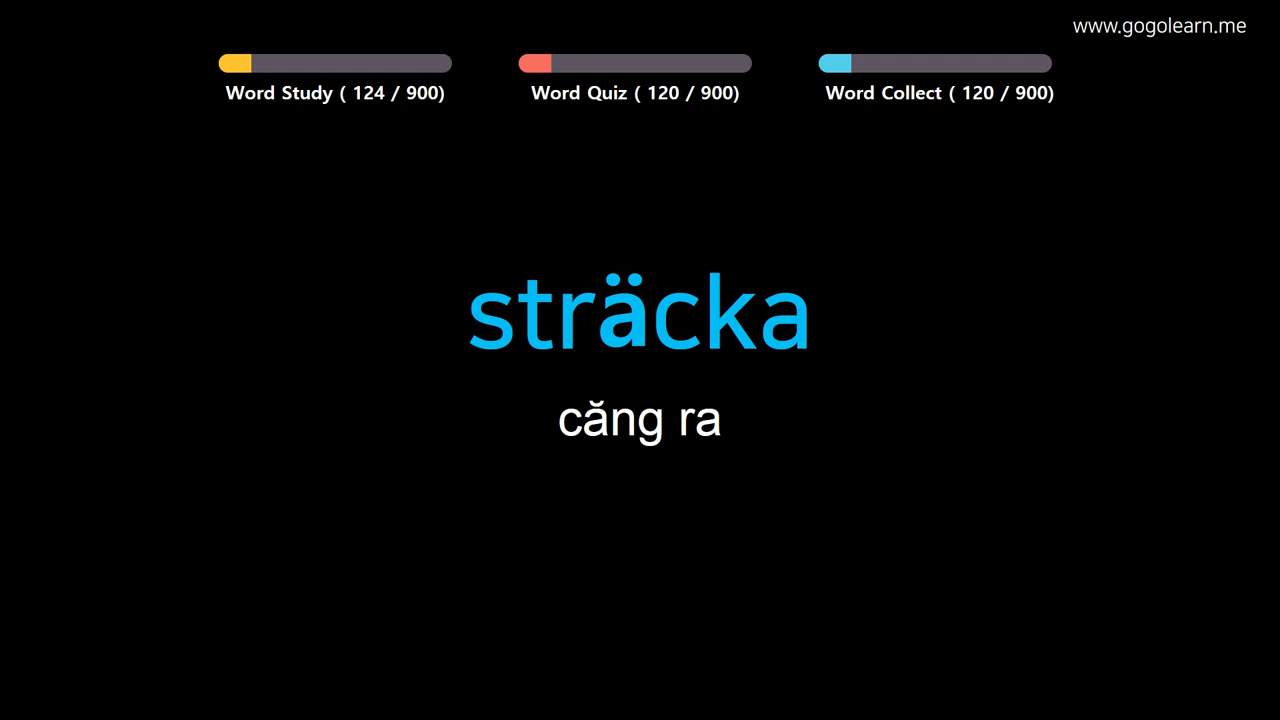 www.gogolearn.me
Word Study ( 124 / 900)
Word Quiz ( 120 / 900)
Word Collect ( 120 / 900)
sträcka
căng ra